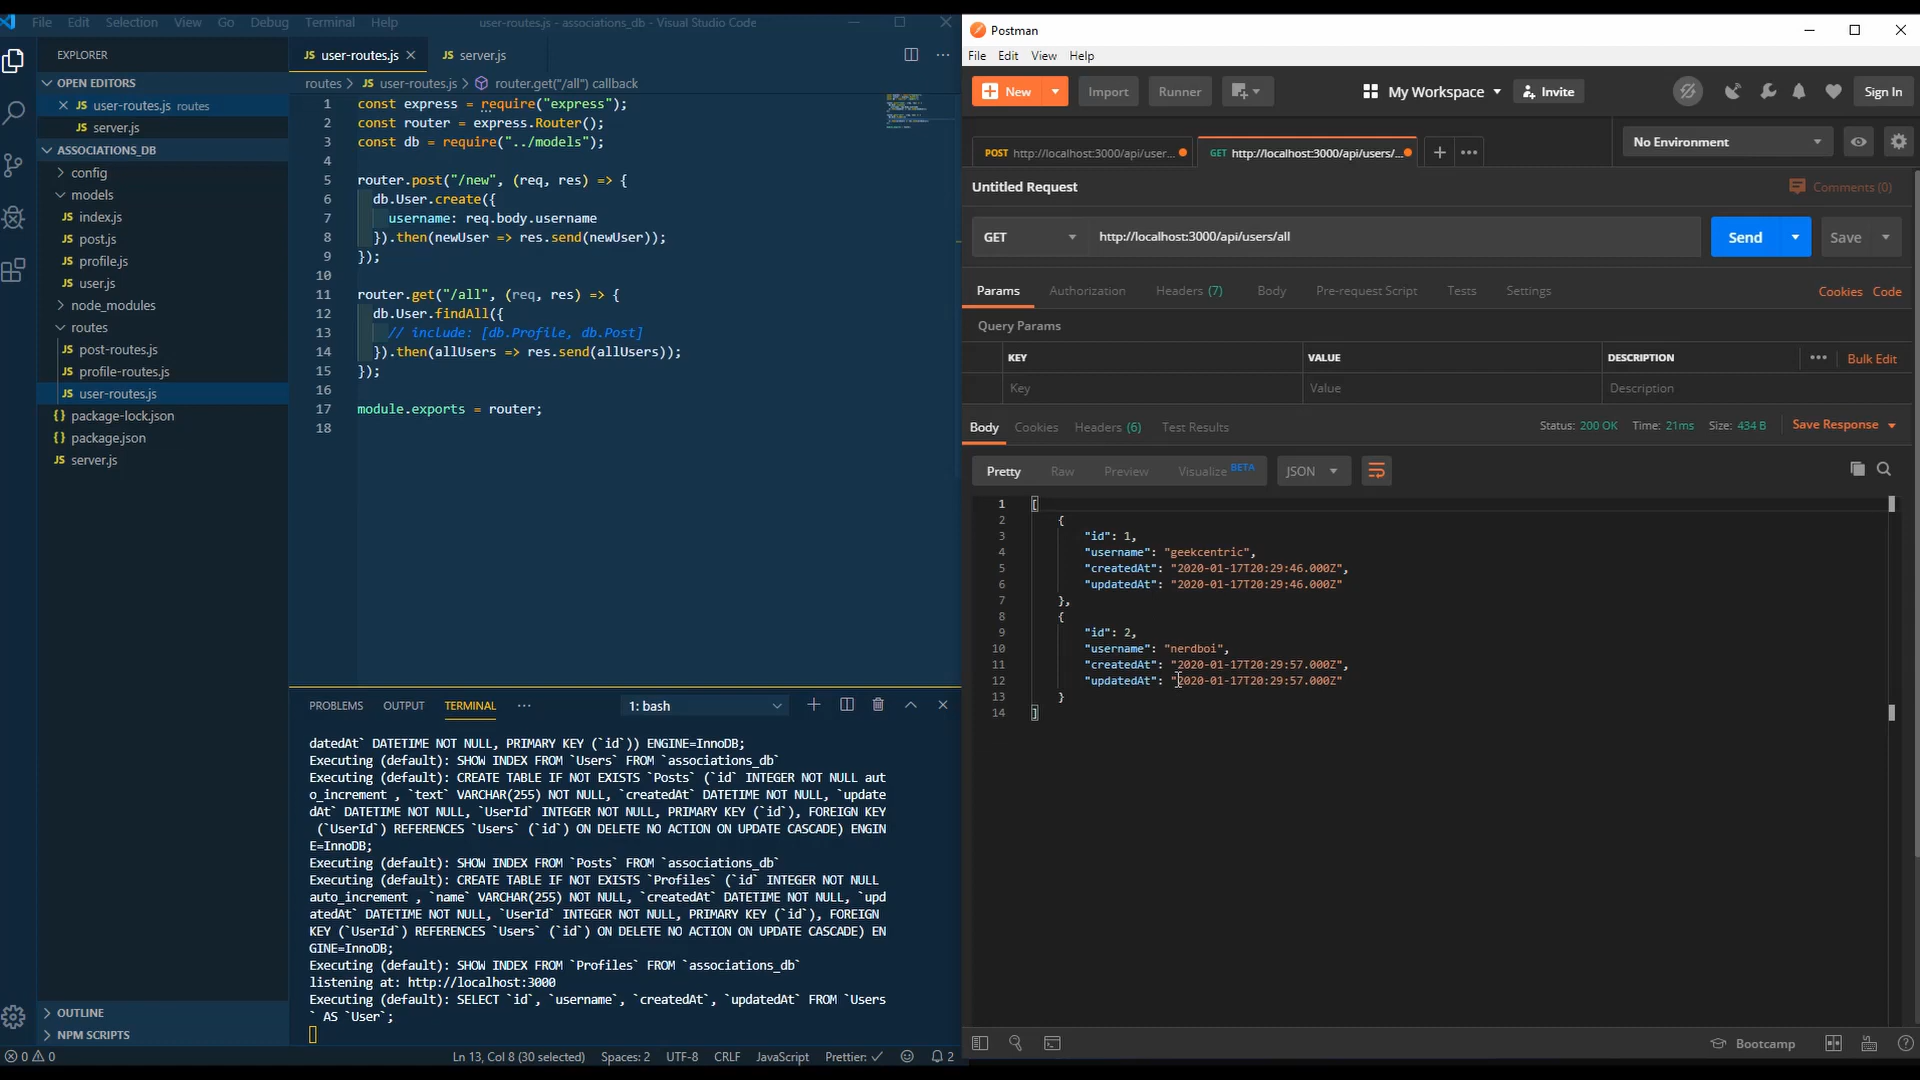 File Edit Selection View Go Debug Terminal Help user-routes.js - associations_db - Visual Studio Code
EXPLORER
OPEN EDITORS
user-routes.js routes
server.js
ASSOCIATIONS_DB
config
models
index.js
post.js
profile.js
user.js
node_modules
routes
post-routes.js
profile-routes.js
user-routes.js
package-lock.json
package.json
server.js
OUTLINE
NPM SCRIPTS
user-routes.js server.js
routes > user-routes.js > router.get("/all") callback
1 const express = require("express");
2 const router = express.Router();
3 const db = require("../models");
4
5 router.post("/new", (req, res) => {
6 db.User.create({
7 username: req.body.username
8 }).then(newUser => res.send(newUser));
9 });
10
11 router.get("/all", (req, res) => {
12 db.User.findAll({
13 // include: [db.Profile, db.Post]
14 }).then(allUsers => res.send(allUsers));
15 });
16
17 module.exports = router;
18
PROBLEMS OUTPUT TERMINAL ... 1: bash
datedAt` DATETIME NOT NULL, PRIMARY KEY (`id`)) ENGINE=InnoDB;
Executing (default): SHOW INDEX FROM `Users` FROM `associations_db`
Executing (default): CREATE TABLE IF NOT EXISTS `Posts` (`id` INTEGER NOT NULL aut
o_increment , `text` VARCHAR(255) NOT NULL, `createdAt` DATETIME NOT NULL, `update
dAt` DATETIME NOT NULL, `UserId` INTEGER NOT NULL, PRIMARY KEY (`id`), FOREIGN KEY
(`UserId`) REFERENCES `Users` (`id`) ON DELETE NO ACTION ON UPDATE CASCADE) ENGIN
E=InnoDB;
Executing (default): SHOW INDEX FROM `Posts` FROM `associations_db`
Executing (default): CREATE TABLE IF NOT EXISTS `Profiles` (`id` INTEGER NOT NULL
auto_increment , `name` VARCHAR(255) NOT NULL, `createdAt` DATETIME NOT NULL, `upd
atedAt` DATETIME NOT NULL, `UserId` INTEGER NOT NULL, PRIMARY KEY (`id`), FOREIGN
KEY (`UserId`) REFERENCES `Users` (`id`) ON DELETE NO ACTION ON UPDATE CASCADE) EN
GINE=InnoDB;
Executing (default): SHOW INDEX FROM `Profiles` FROM `associations_db`
listening at: http://localhost:3000
Executing (default): SELECT `id`, `username`, `createdAt`, `updatedAt` FROM `Users
` AS `User`;
0 0 Ln 13, Col 8 (30 selected) Spaces: 2 UTF-8 CRLF JavaScript Prettier: ✓ 2
Postman
File Edit View Help
New Import Runner My Workspace Invite Sign In
POST http://localhost:3000/api/user... GET http://localhost:3000/api/users/... No Environment
Untitled Request Comments (0)
GET http://localhost:3000/api/users/all Send Save
Params Authorization Headers (7) Body Pre-request Script Tests Settings Cookies Code
Query Params
KEY VALUE DESCRIPTION ... Bulk Edit
Key Value Description
Body Cookies Headers (6) Test Results Status: 200 OK Time: 21ms Size: 434 B Save Response
Pretty Raw Preview Visualize BETA JSON
1 [
2 {
3 "id": 1,
4 "username": "geekcentric",
5 "createdAt": "2020-01-17T20:29:46.000Z",
6 "updatedAt": "2020-01-17T20:29:46.000Z"
7 },
8 {
9 "id": 2,
10 "username": "nerdboi",
11 "createdAt": "2020-01-17T20:29:57.000Z",
12 "updatedAt": "2020-01-17T20:29:57.000Z"
13 }
14 ]
Bootcamp